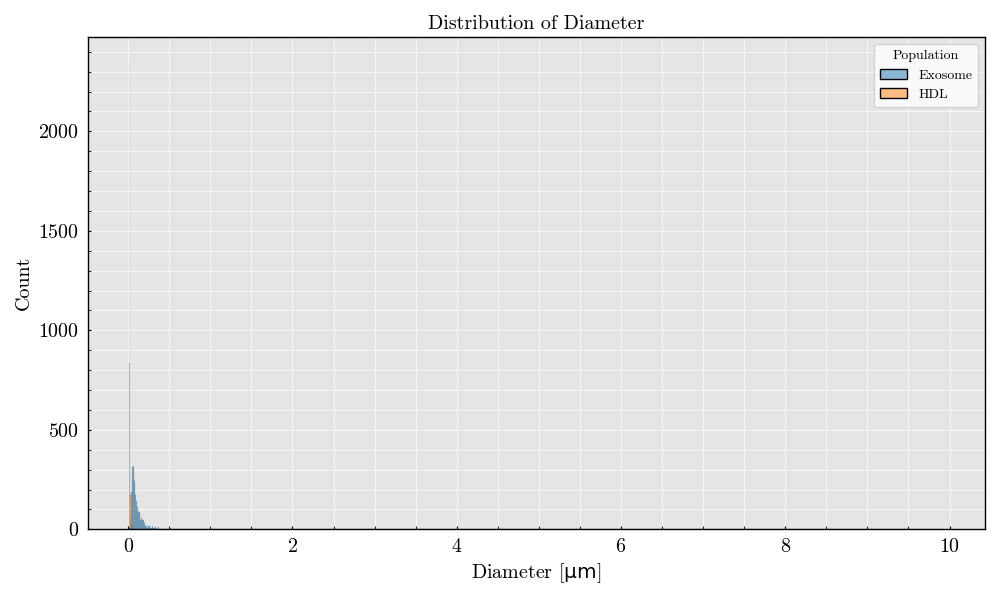 Distribution of Diameter
Population
Exosome
HDL
2000
1500
1000
500
0
Count
0 2 4 6 8 10
Diameter [μm]